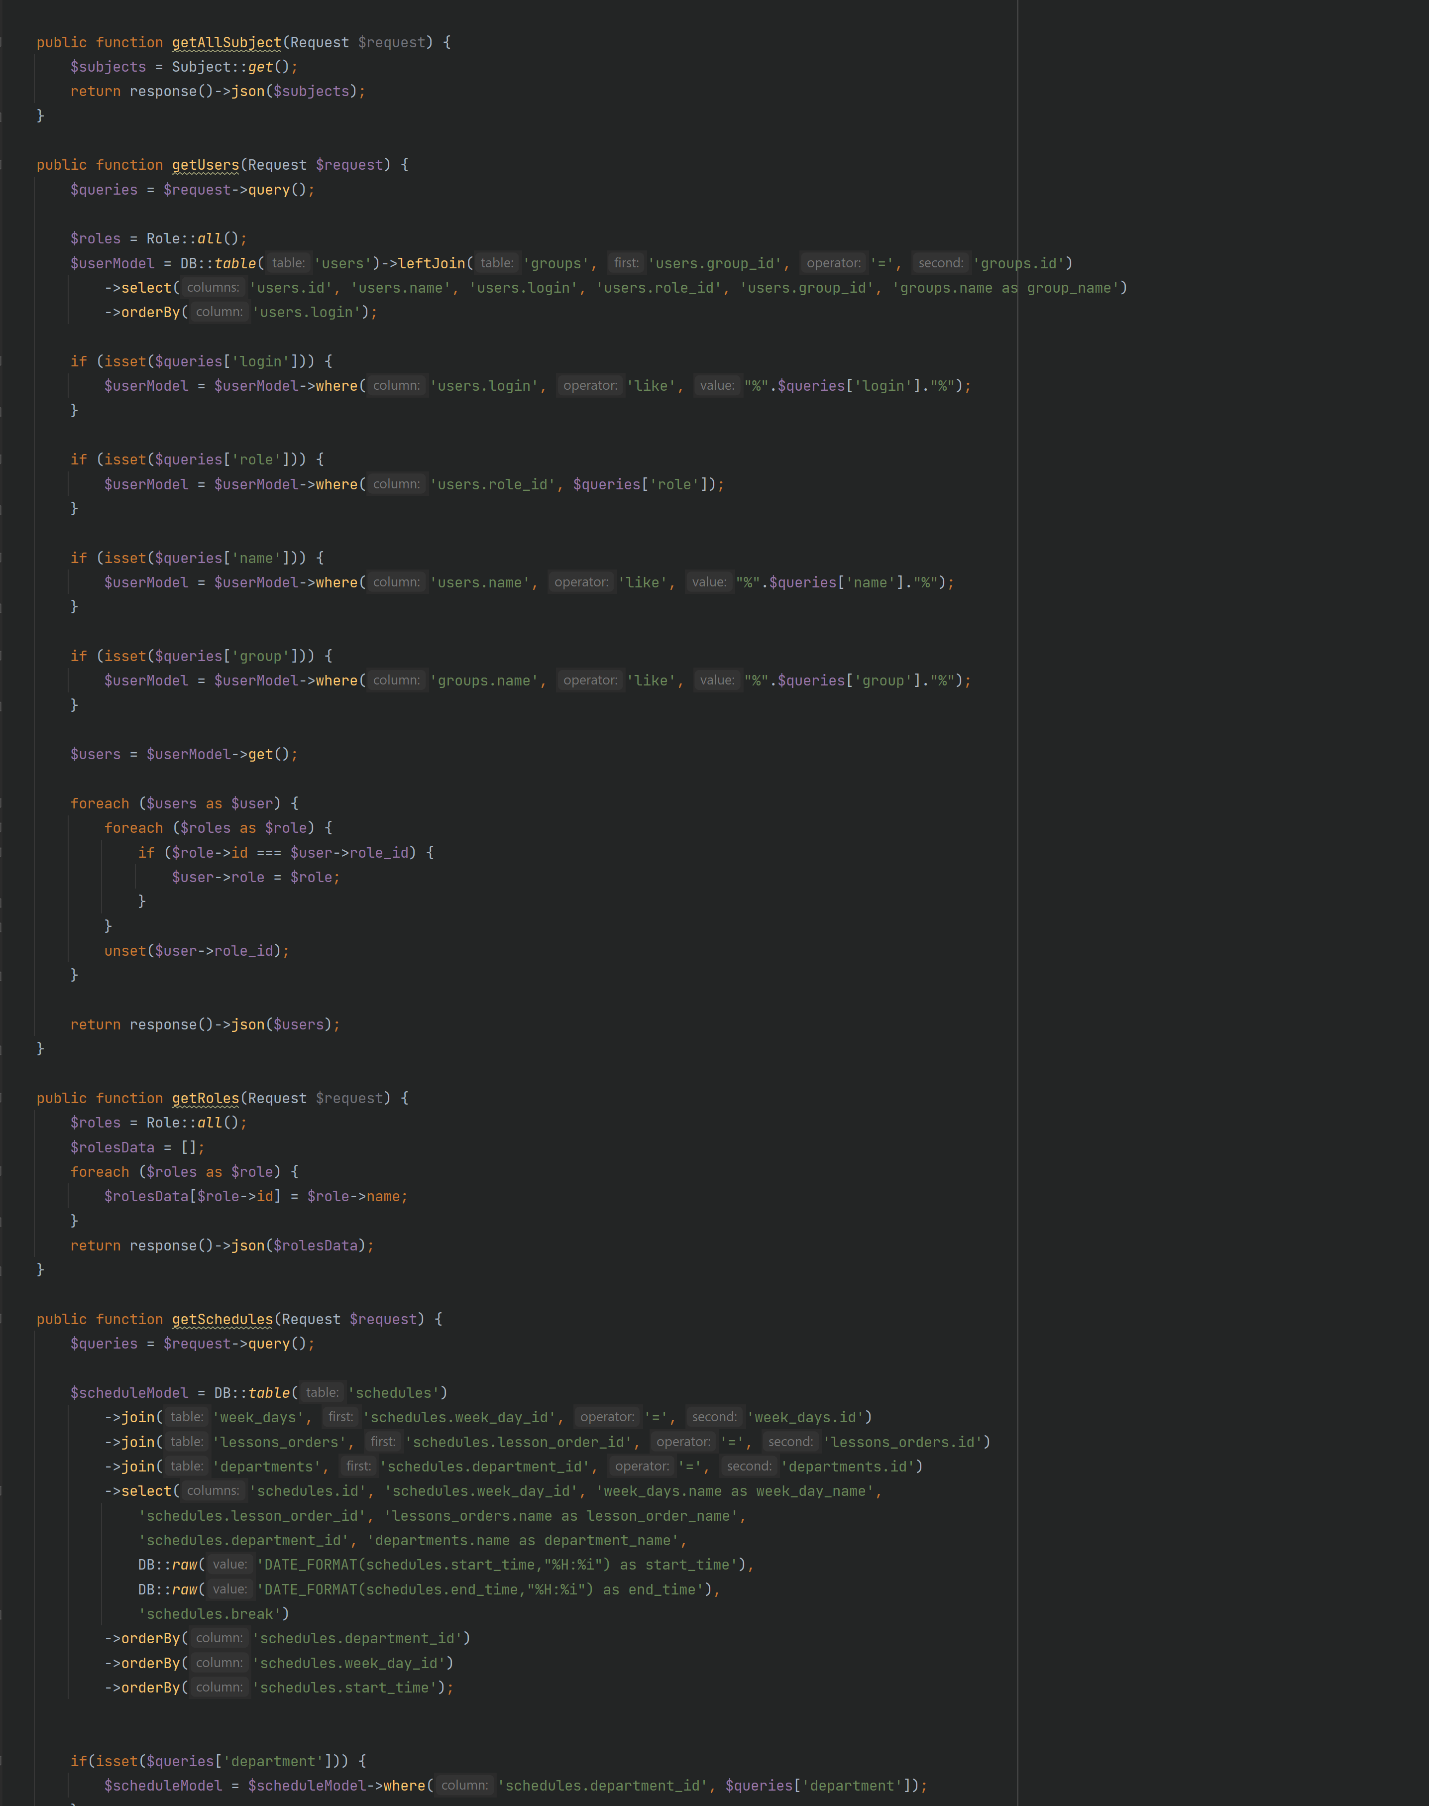 public function getAllSubject(Request $request) {
$subjects = Subject::get();
return response()->json($subjects);
}
public function getUsers(Request $request) {
$queries = $request->query();
$roles = Role::all();
$userModel = DB::table( table: 'users')->leftJoin( table: 'groups', first: 'users.group_id', operator: '=', second: 'groups.id')
->select( columns: 'users.id', 'users.name', 'users.login', 'users.role_id', 'users.group_id', 'groups.name as group_name')
->orderBy( column: 'users.login');
if (isset($queries['login'])) {
$userModel = $userModel->where( column: 'users.login', operator: 'like', value: "%".$queries['login']."%");
}
if (isset($queries['role'])) {
$userModel = $userModel->where( column: 'users.role_id', $queries['role']);
}
if (isset($queries['name'])) {
$userModel = $userModel->where( column: 'users.name', operator: 'like', value: "%".$queries['name']."%");
}
if (isset($queries['group'])) {
$userModel = $userModel->where( column: 'groups.name', operator: 'like', value: "%".$queries['group']."%");
}
$users = $userModel->get();
foreach ($users as $user) {
foreach ($roles as $role) {
if ($role->id === $user->role_id) {
$user->role = $role;
}
}
unset($user->role_id);
}
return response()->json($users);
}
public function getRoles(Request $request) {
$roles = Role::all();
$rolesData = [];
foreach ($roles as $role) {
$rolesData[$role->id] = $role->name;
}
return response()->json($rolesData);
}
public function getSchedules(Request $request) {
$queries = $request->query();
$scheduleModel = DB::table( table: 'schedules')
->join( table: 'week_days', first: 'schedules.week_day_id', operator: '=', second: 'week_days.id')
->join( table: 'lessons_orders', first: 'schedules.lesson_order_id', operator: '=', second: 'lessons_orders.id')
->join( table: 'departments', first: 'schedules.department_id', operator: '=', second: 'departments.id')
->select( columns: 'schedules.id', 'schedules.week_day_id', 'week_days.name as week_day_name',
'schedules.lesson_order_id', 'lessons_orders.name as lesson_order_name',
'schedules.department_id', 'departments.name as department_name',
DB::raw( value: 'DATE_FORMAT(schedules.start_time,"%H:%i") as start_time'),
DB::raw( value: 'DATE_FORMAT(schedules.end_time,"%H:%i") as end_time'),
'schedules.break')
->orderBy( column: 'schedules.department_id')
->orderBy( column: 'schedules.week_day_id')
->orderBy( column: 'schedules.start_time');
if(isset($queries['department'])) {
$scheduleModel = $scheduleModel->where( column: 'schedules.department_id', $queries['department']);